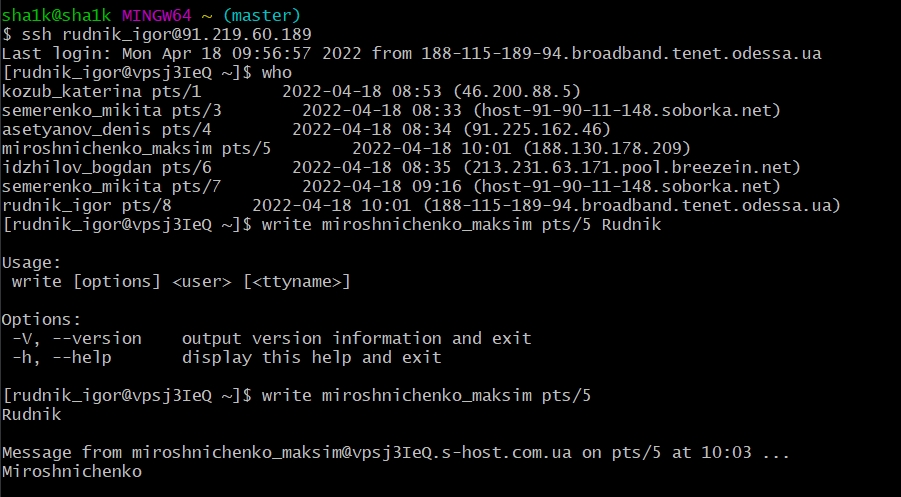 sha1k@sha1k MINGW64 ~ (master)
$ ssh rudnik_igor@91.219.60.189
Last login: Mon Apr 18 09:56:57 2022 from 188-115-189-94.broadband.tenet.odessa.ua
[rudnik_igor@vpsj3IeQ ~]$ who
kozub_katerina pts/1        2022-04-18 08:53 (46.200.88.5)
semerenko_mikita pts/3        2022-04-18 08:33 (host-91-90-11-148.soborka.net)
asetyanov_denis pts/4        2022-04-18 08:34 (91.225.162.46)
miroshnichenko_maksim pts/5        2022-04-18 10:01 (188.130.178.209)
idzhilov_bogdan pts/6        2022-04-18 08:35 (213.231.63.171.pool.breezein.net)
semerenko_mikita pts/7        2022-04-18 09:16 (host-91-90-11-148.soborka.net)
rudnik_igor pts/8        2022-04-18 10:01 (188-115-189-94.broadband.tenet.odessa.ua)
[rudnik_igor@vpsj3IeQ ~]$ write miroshnichenko_maksim pts/5 Rudnik
Usage:
 write [options] <user> [<ttyname>]
Options:
 -V, --version    output version information and exit
 -h, --help       display this help and exit
[rudnik_igor@vpsj3IeQ ~]$ write miroshnichenko_maksim pts/5
Rudnik
Message from miroshnichenko_maksim@vpsj3IeQ.s-host.com.ua on pts/5 at 10:03 ...
Miroshnichenko